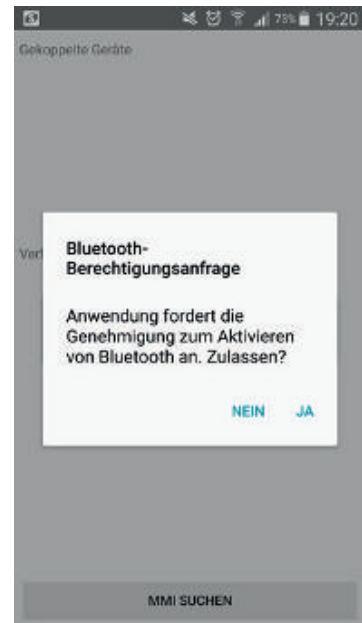 73% 19:20
Gekoppelte Geräte
Bluetooth-
Berechtigungsanfrage
Anwendung fordert die
Genehmigung zum Aktivieren
von Bluetooth an. Zulassen?
NEIN JA
MMI SUCHEN